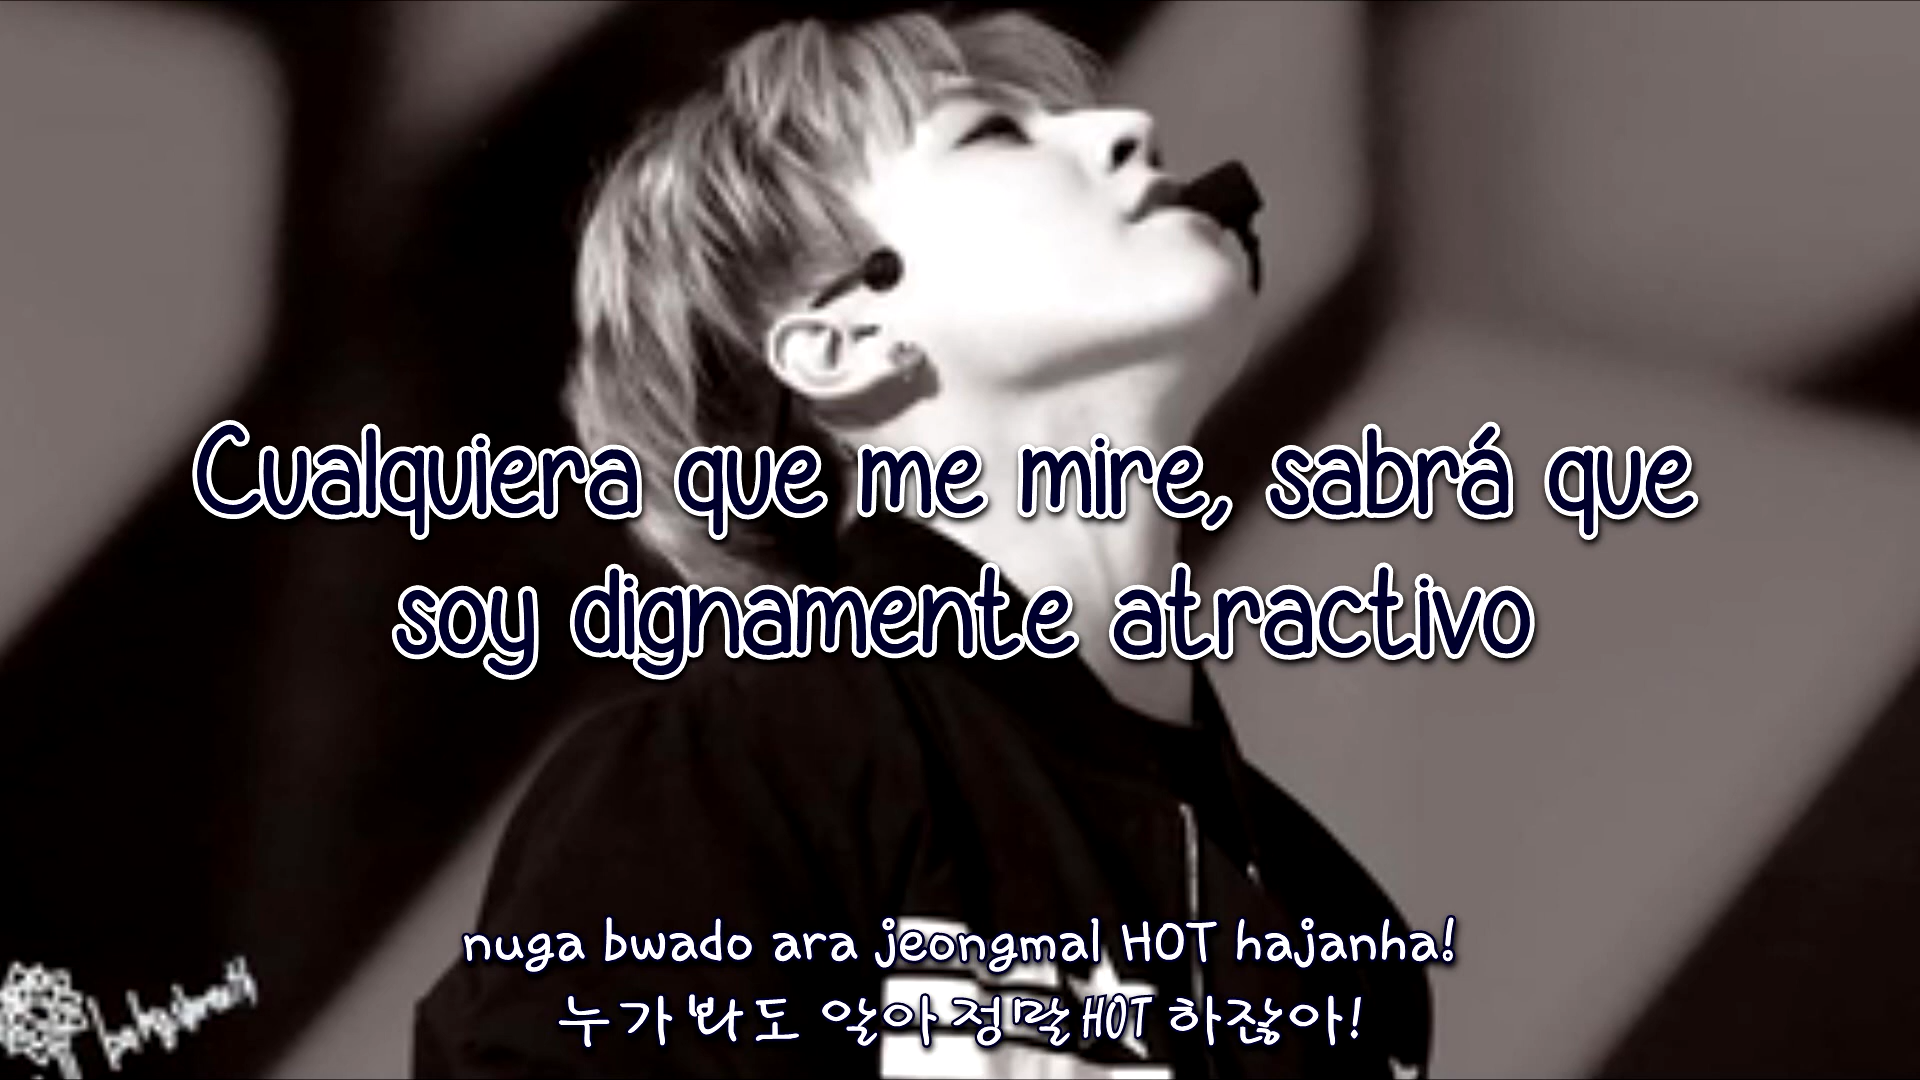 Cualquiera que me mire, sabrá que
soy dignamente atractivo
nuga bwado ara jeongmal HOT hajanha!
누가 봐도 알아 정말 HOT 하잖아!